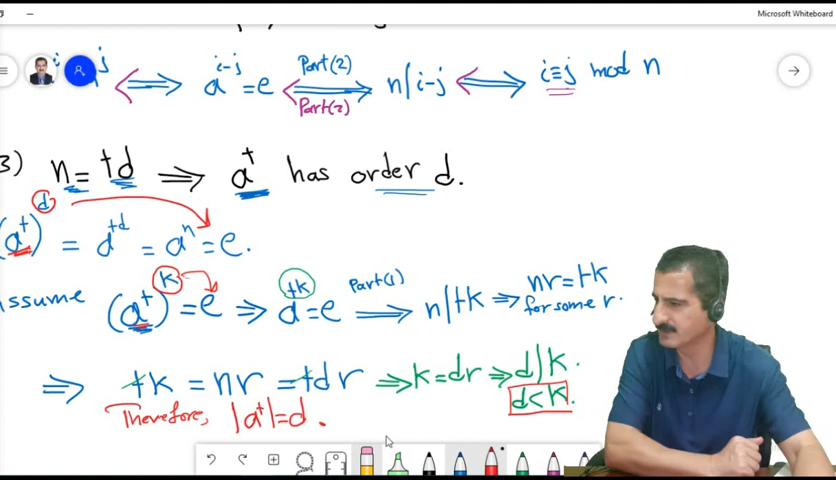 Microsoft Whiteboard
⟺ a^{i-j} = e ⟺ n/i-j ⟺ i≡j mod n
Part(2)
Part(2)
3) n = td ⟹ a^t has order d.
(a^t)^d = d^{td} = a^n = e.
Assume (a^t)^k = e ⟹ d^{tk} = e ⟹ n/tk ⟹ nr = tk
Part(1)
for some r.
⟹ tk = nr = tdr ⟹ k = dr ⟹ d/k.
d<k.
Therefore, |a^t| = d.